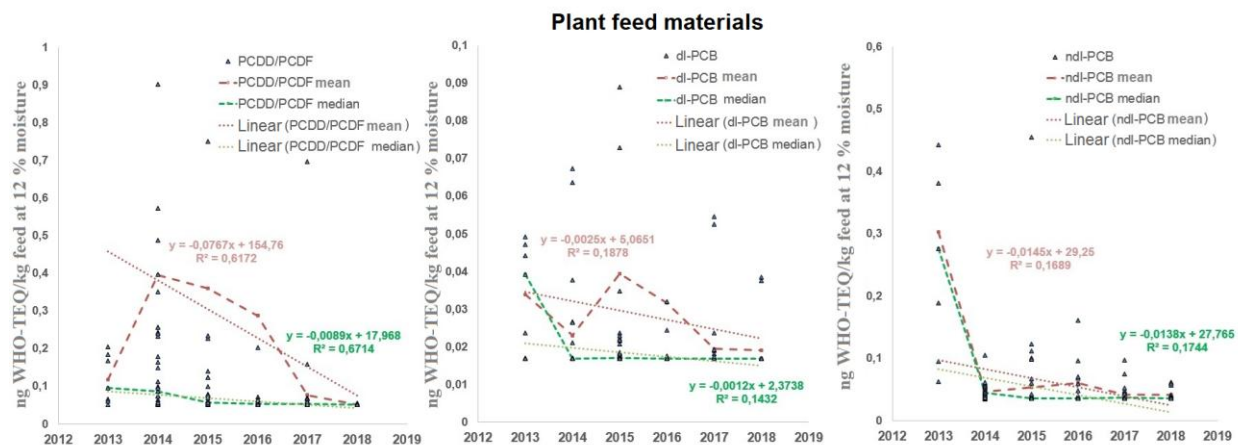 Plant feed materials
ng WHO-TEQ/kg feed at 12 % moisture
1
0,9
0,8
0,7
0,6
0,5
0,4
0,3
0,2
0,1
0
PCDD/PCDF
PCDD/PCDF mean
PCDD/PCDF median
Linear (PCDD/PCDF mean)
Linear (PCDD/PCDF median)
y = -0,0767x + 154,76
R² = 0,6172
y = -0,0089x + 17,968
R² = 0,6714
2012 2013 2014 2015 2016 2017 2018 2019
ng WHO-TEQ/kg feed at 12 % moisture
0,1
0,09
0,08
0,07
0,06
0,05
0,04
0,03
0,02
0,01
0
dl-PCB
dl-PCB mean
dl-PCB median
Linear (dl-PCB mean )
Linear (dl-PCB median)
y = -0,0025x + 5,0651
R² = 0,1878
y = -0,0012x + 2,3738
R² = 0,1432
2012 2013 2014 2015 2016 2017 2018 2019
ng WHO-TEQ/kg feed at 12 % moisture
0,6
0,5
0,4
0,3
0,2
0,1
0
ndl-PCB
ndl-PCB mean
ndl-PCB median
Linear (ndl-PCB mean )
Linear (ndl-PCB median)
y = -0,0145x + 29,25
R² = 0,1689
y = -0,0138x + 27,765
R² = 0,1744
2012 2013 2014 2015 2016 2017 2018 2019